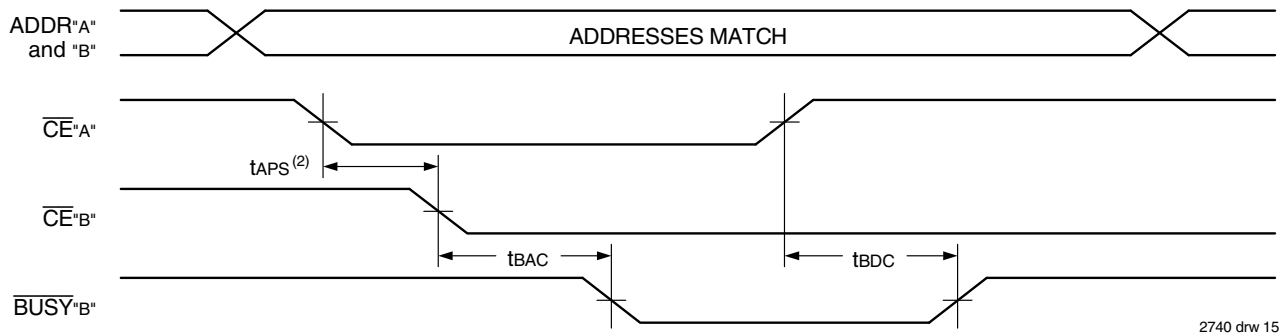 ADDR"A"
and "B"
ADDRESSES MATCH
CE"A"
tAPS (2)
CE"B"
tBAC
tBDC
BUSY"B"
2740 drw 15